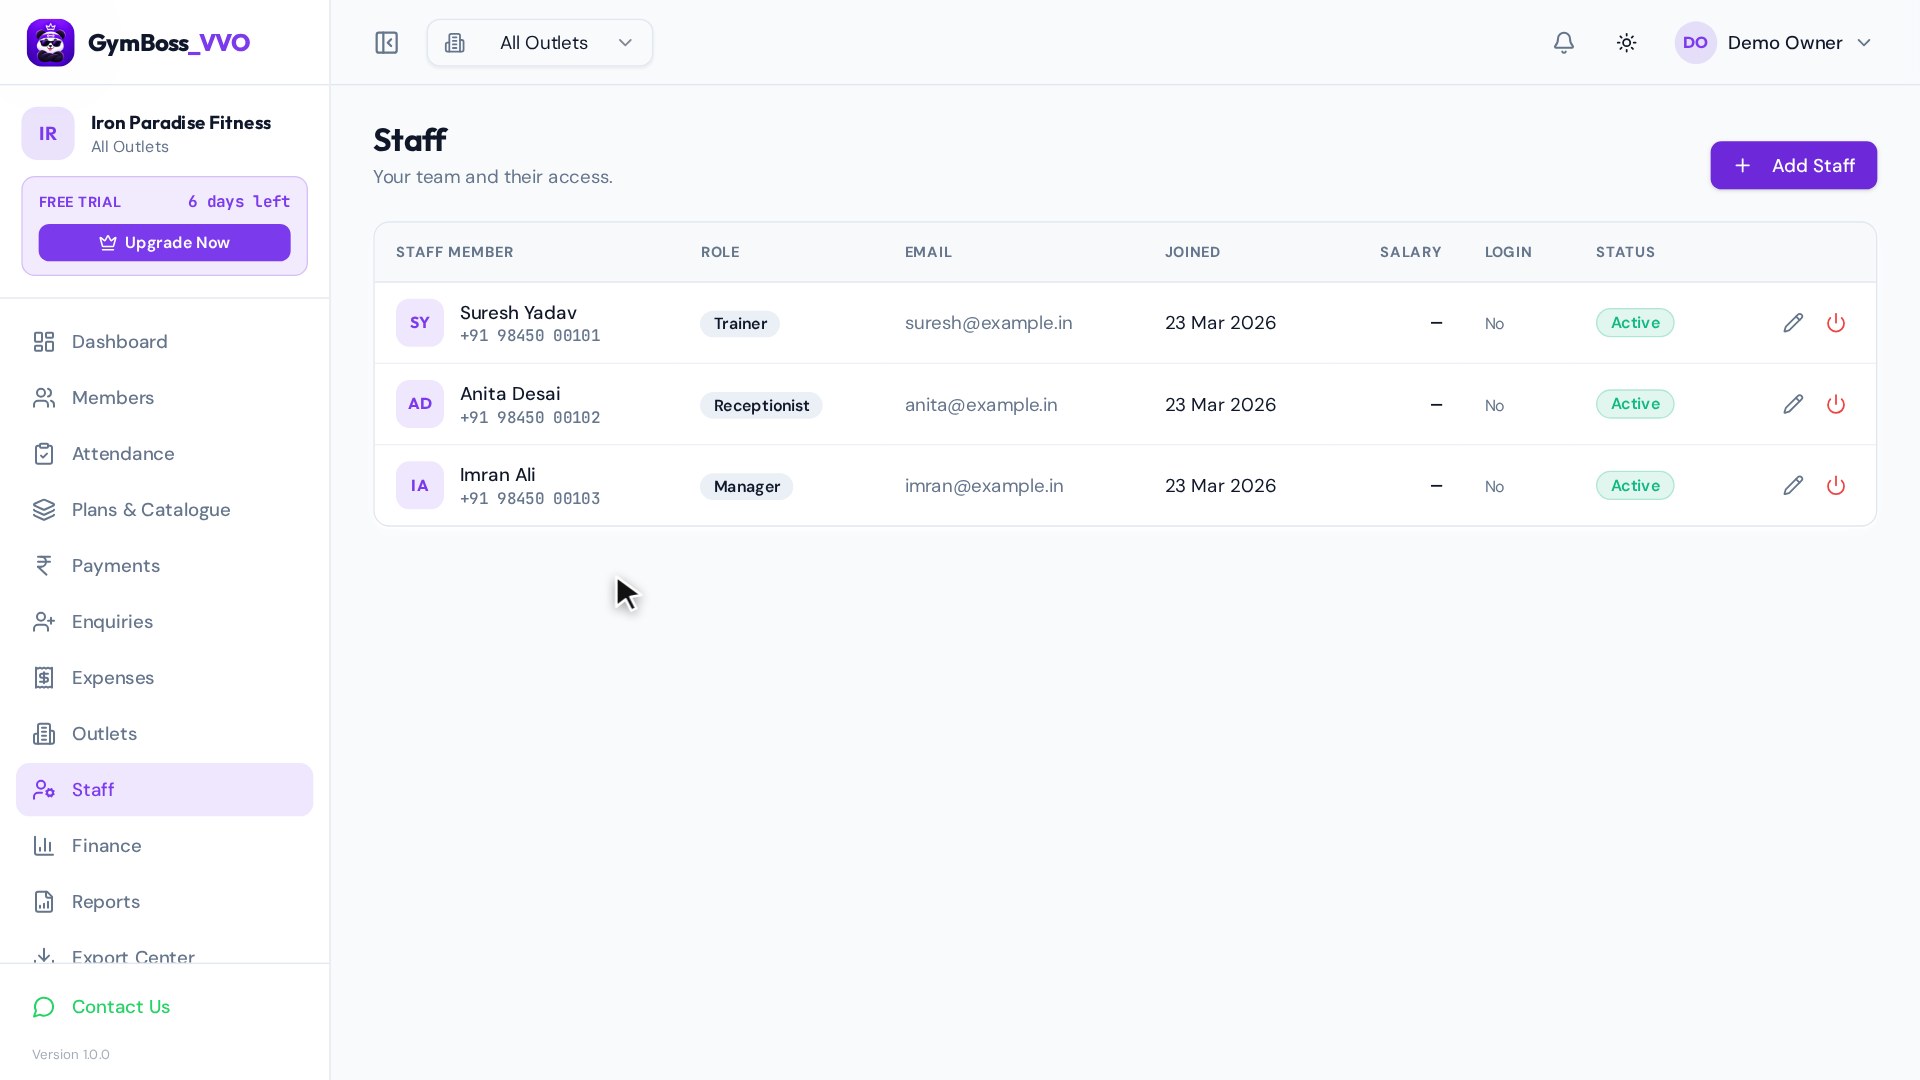 GymBoss_VVO
All Outlets
DO Demo Owner
IR
Iron Paradise Fitness
All Outlets
FREE TRIAL 6 days left
Upgrade Now
Dashboard
Members
Attendance
Plans & Catalogue
Payments
Enquiries
Expenses
Outlets
Staff
Finance
Reports
Export Center
Contact Us
Version 1.0.0
Staff
Your team and their access.
Add Staff
STAFF MEMBER ROLE EMAIL JOINED SALARY LOGIN STATUS
SY Suresh Yadav
+91 98450 00101
Trainer suresh@example.in 23 Mar 2026 – No Active
AD Anita Desai
+91 98450 00102
Receptionist anita@example.in 23 Mar 2026 – No Active
IA Imran Ali
+91 98450 00103
Manager imran@example.in 23 Mar 2026 – No Active